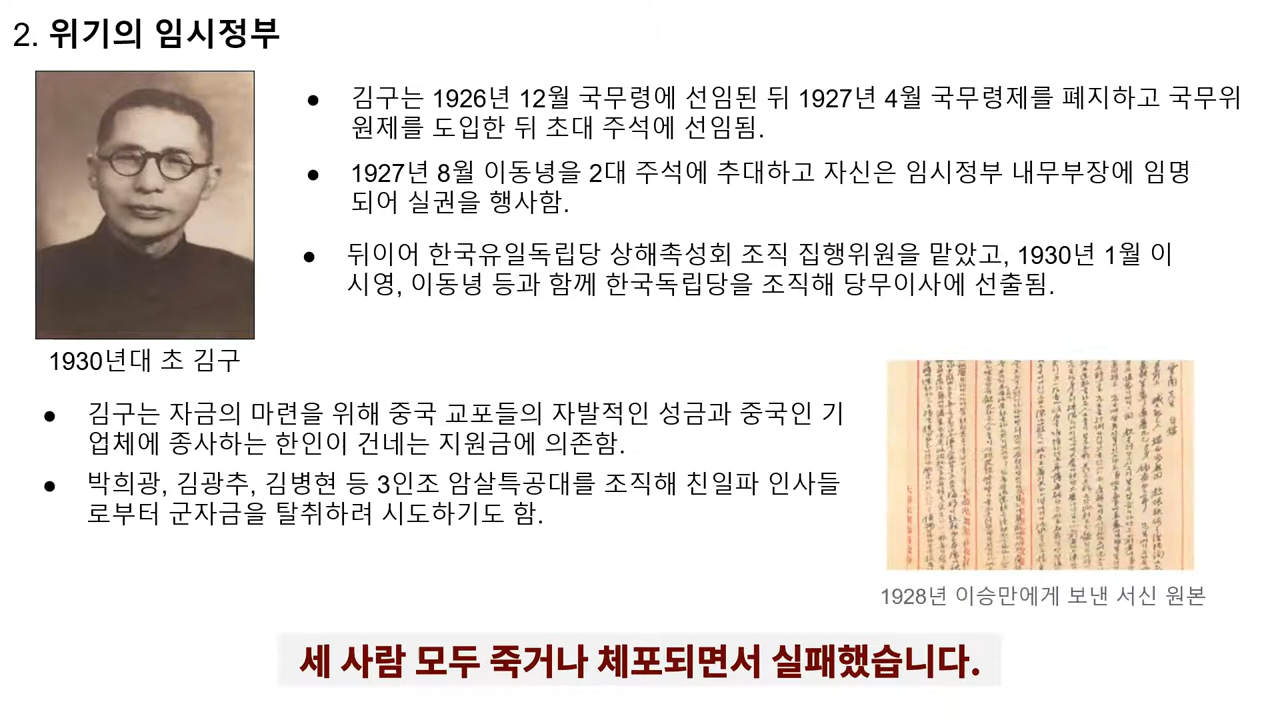 2. 위기의 임시정부
● 김구는 1926년 12월 국무령에 선임된 뒤 1927년 4월 국무령제를 폐지하고 국무위
원제를 도입한 뒤 초대 주석에 선임됨.
● 1927년 8월 이동녕을 2대 주석에 추대하고 자신은 임시정부 내무부장에 임명
되어 실권을 행사함.
● 뒤이어 한국유일독립당 상해촉성회 조직 집행위원을 맡았고, 1930년 1월 이
시영, 이동녕 등과 함께 한국독립당을 조직해 당무이사에 선출됨.
1930년대 초 김구
● 김구는 자금의 마련을 위해 중국 교포들의 자발적인 성금과 중국인 기
업체에 종사하는 한인이 건네는 지원금에 의존함.
● 박희광, 김광추, 김병현 등 3인조 암살특공대를 조직해 친일파 인사들
로부터 군자금을 탈취하려 시도하기도 함.
1928년 이승만에게 보낸 서신 원본
세 사람 모두 죽거나 체포되면서 실패했습니다.